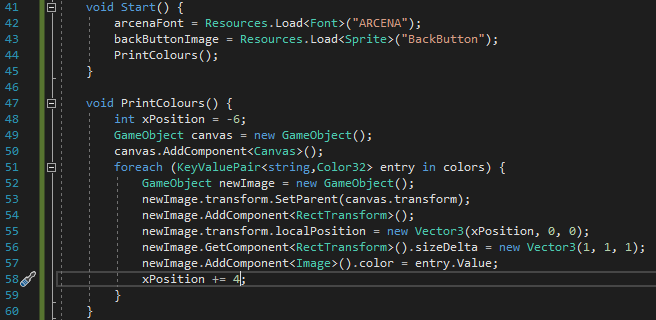 41 void Start() {
42 arcenaFont = Resources.Load<Font>("ARCENA");
43 backButtonImage = Resources.Load<Sprite>("BackButton");
44 PrintColours();
45 }
46
47 void PrintColours() {
48 int xPosition = -6;
49 GameObject canvas = new GameObject();
50 canvas.AddComponent<Canvas>();
51 foreach (KeyValuePair<string,Color32> entry in colors) {
52 GameObject newImage = new GameObject();
53 newImage.transform.SetParent(canvas.transform);
54 newImage.AddComponent<RectTransform>();
55 newImage.transform.localPosition = new Vector3(xPosition, 0, 0);
56 newImage.GetComponent<RectTransform>().sizeDelta = new Vector3(1, 1, 1);
57 newImage.AddComponent<Image>().color = entry.Value;
58 xPosition += 4;
59 }
60 }